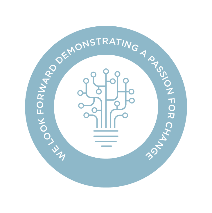 WE LOOK FORWARD DEMONSTRATING A PASSION FOR CHANGE